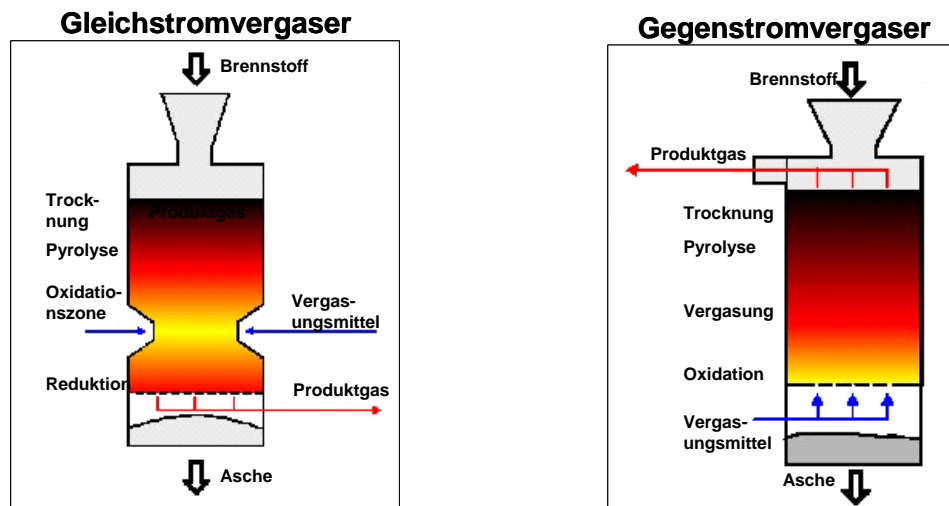 Gleichstromvergaser
Brennstoff
Trock-
nung
Produktgas
Pyrolyse
Oxidatio-
nszone
Vergas-
ungsmittel
Reduktion
Produktgas
Asche
Gegenstromvergaser
Brennstoff
Produktgas
Trocknung
Pyrolyse
Vergasung
Oxidation
Vergas-
ungsmittel
Asche